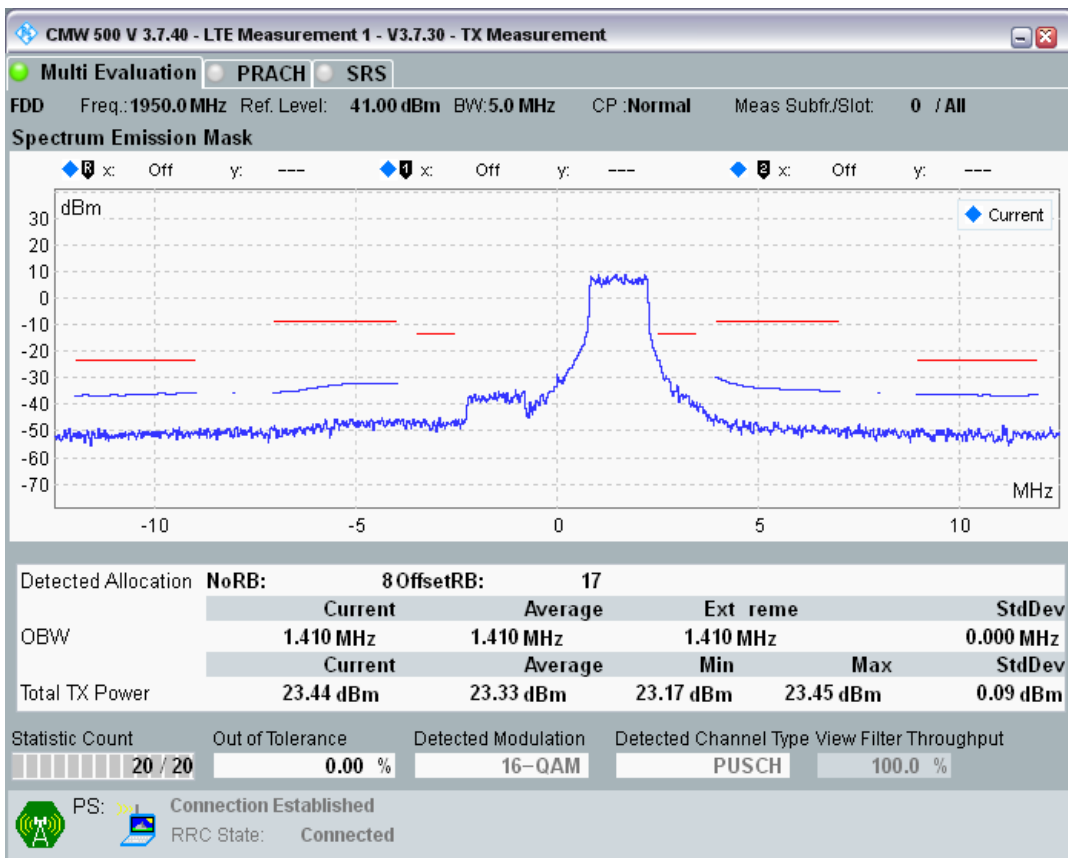 CMW 500 V 3.7.40 - LTE Measurement 1 - V3.7.30 - TX Measurement
Multi Evaluation PRACH SRS
FDD Freq.: 1950.0 MHz Ref. Level: 41.00 dBm BW: 5.0 MHz CP : Normal Meas Subfr./Slot: 0 / All
Spectrum Emission Mask
R x: Off y: --- 1 x: Off y: --- 2 x: Off y: ---
dBm
Current
30
20
10
0
-10
-20
-30
-40
-50
-60
-70
MHz
-10 -5 0 5 10
Detected Allocation NoRB: 8 OffsetRB: 17
Current Average Ext reme StdDev
OBW 1.410 MHz 1.410 MHz 1.410 MHz 0.000 MHz
Current Average Min Max StdDev
Total TX Power 23.44 dBm 23.33 dBm 23.17 dBm 23.45 dBm 0.09 dBm
Statistic Count Out of Tolerance Detected Modulation Detected Channel Type View Filter Throughput
20 / 20 0.00 % 16-QAM PUSCH 100.0 %
PS: Connection Established
RRC State: Connected